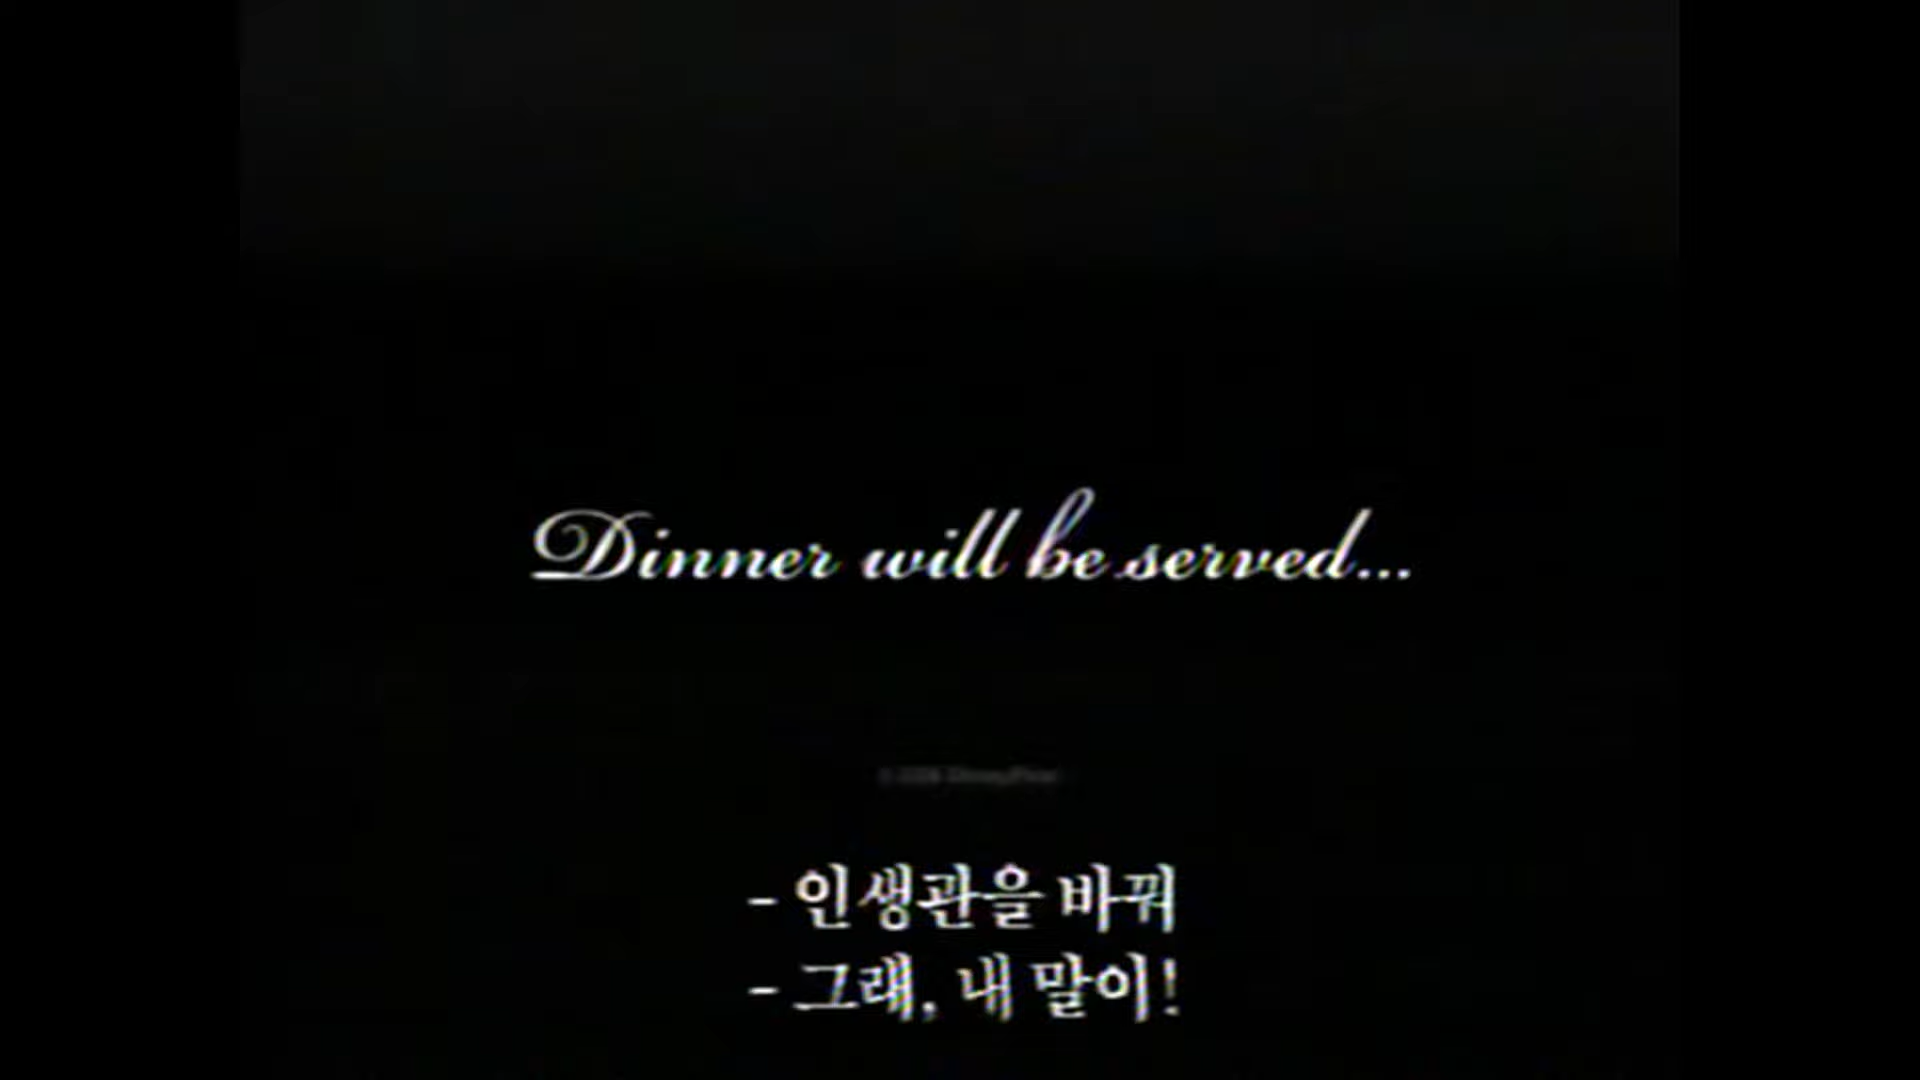 Dinner will be served...
- 인생관을 바꿔
- 그래, 내 말이!